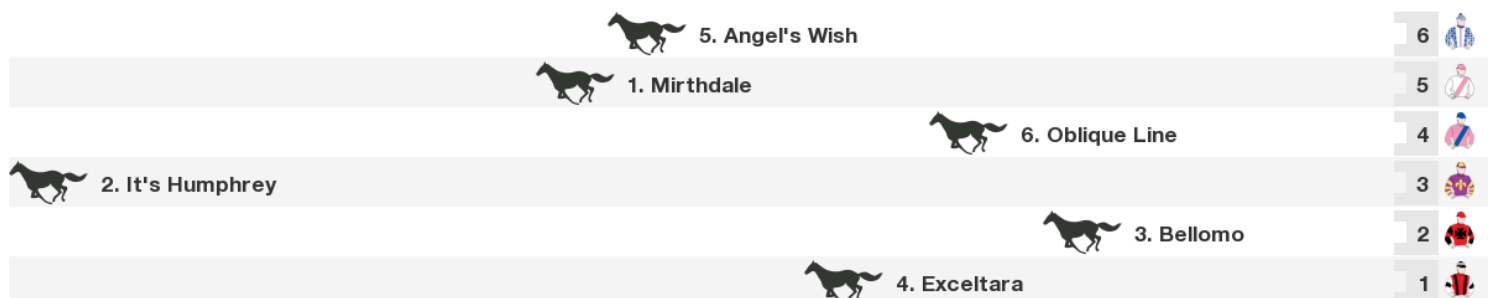 5. Angel's Wish 6
1. Mirthdale 5
6. Oblique Line 4
2. It's Humphrey 3
3. Bellomo 2
4. Exceltara 1